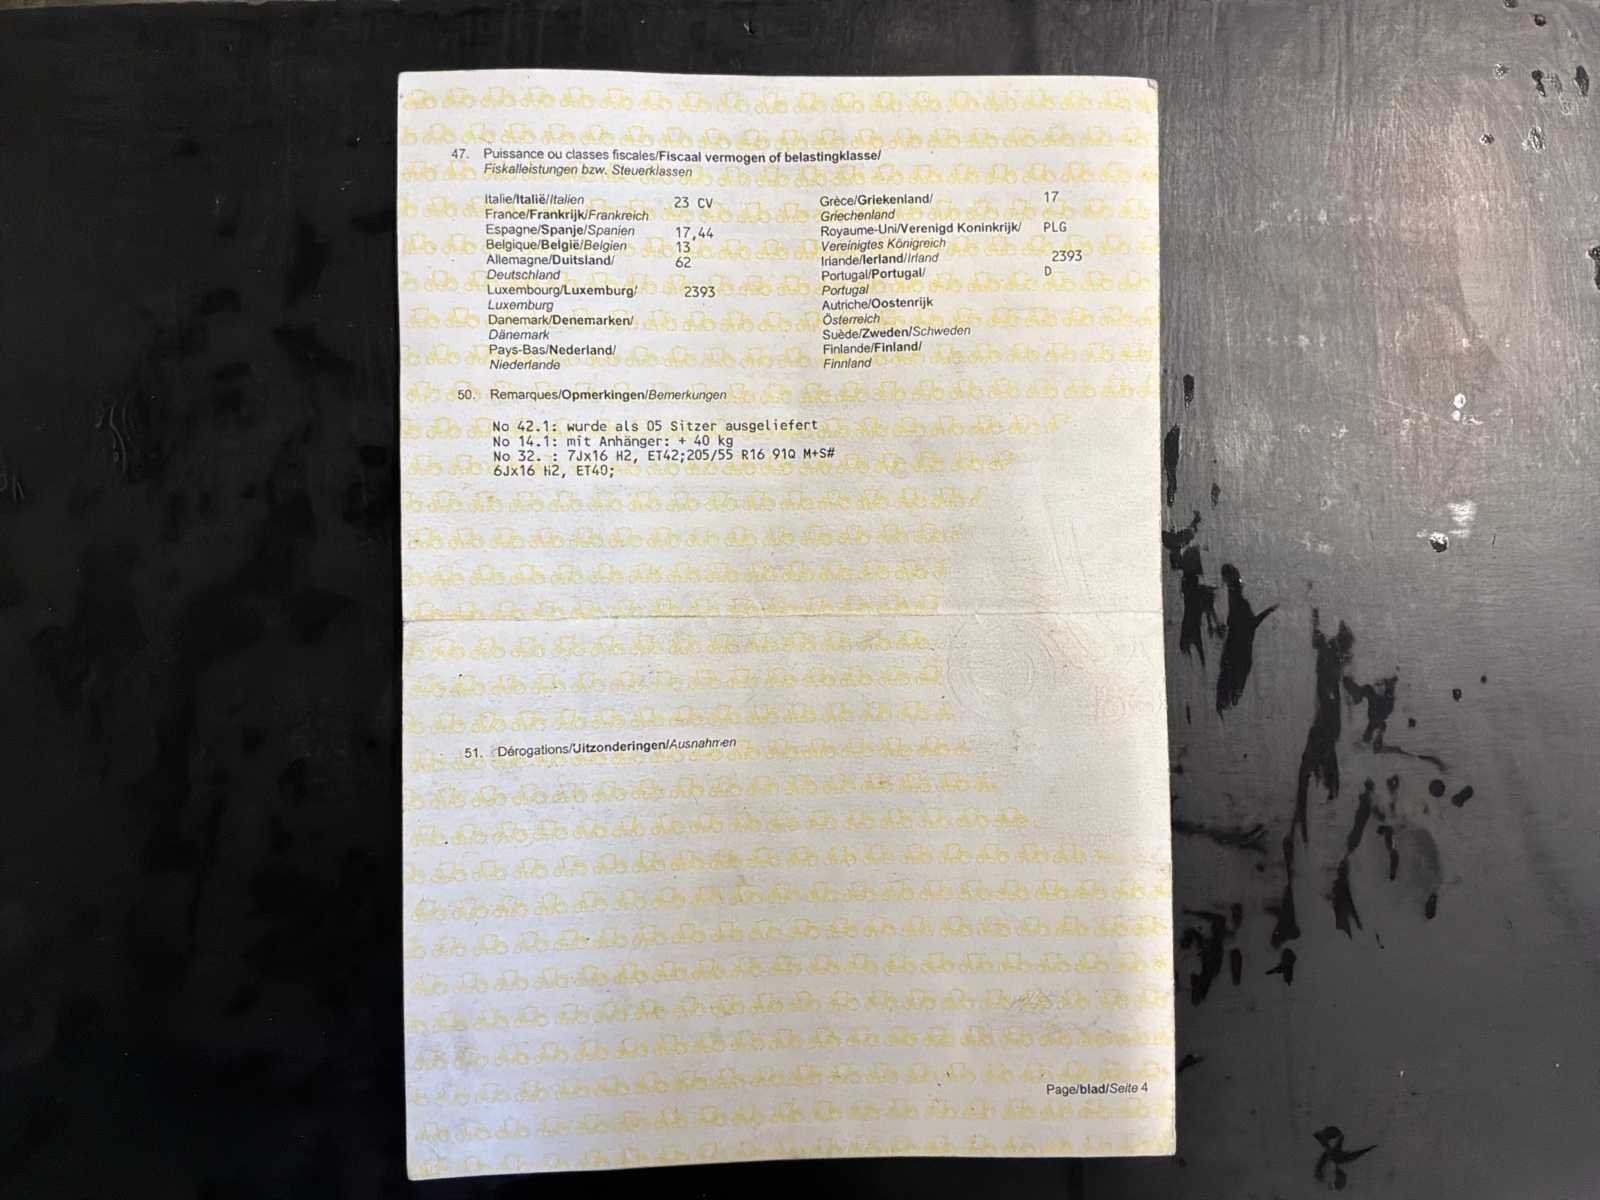 47. Puissance ou classes fiscales/Fiscaal vermogen of belastingklasse/
Fiskalleistungen bzw. Steuerklassen
Italie/Italië/Italien 23 CV
France/Frankrijk/Frankreich
Espagne/Spanje/Spanien 17,44
Belgique/België/Belgien 13
Allemagne/Duitsland/ 62
Deutschland
Luxembourg/Luxemburg/ 2393
Luxemburg
Danemark/Denemarken/
Dänemark
Pays-Bas/Nederland/
Niederlande
Grèce/Griekenland/ 17
Griechenland
Royaume-Uni/Verenigd Koninkrijk/ PLG
Vereinigtes Königreich
Irlande/Ierland/Irland 2393
Portugal/Portugal/ D
Portugal
Autriche/Oostenrijk
Österreich
Suède/Zweden/Schweden
Finlande/Finland/
Finnland
50. Remarques/Opmerkingen/Bemerkungen
No 42.1: wurde als 05 Sitzer ausgeliefert
No 14.1: mit Anhänger: + 40 kg
No 32. : 7Jx16 H2, ET42;205/55 R16 91Q M+S#
6Jx16 H2, ET40;
51. Dérogations/Uitzonderingen/Ausnahmen
Page/blad/Seite 4